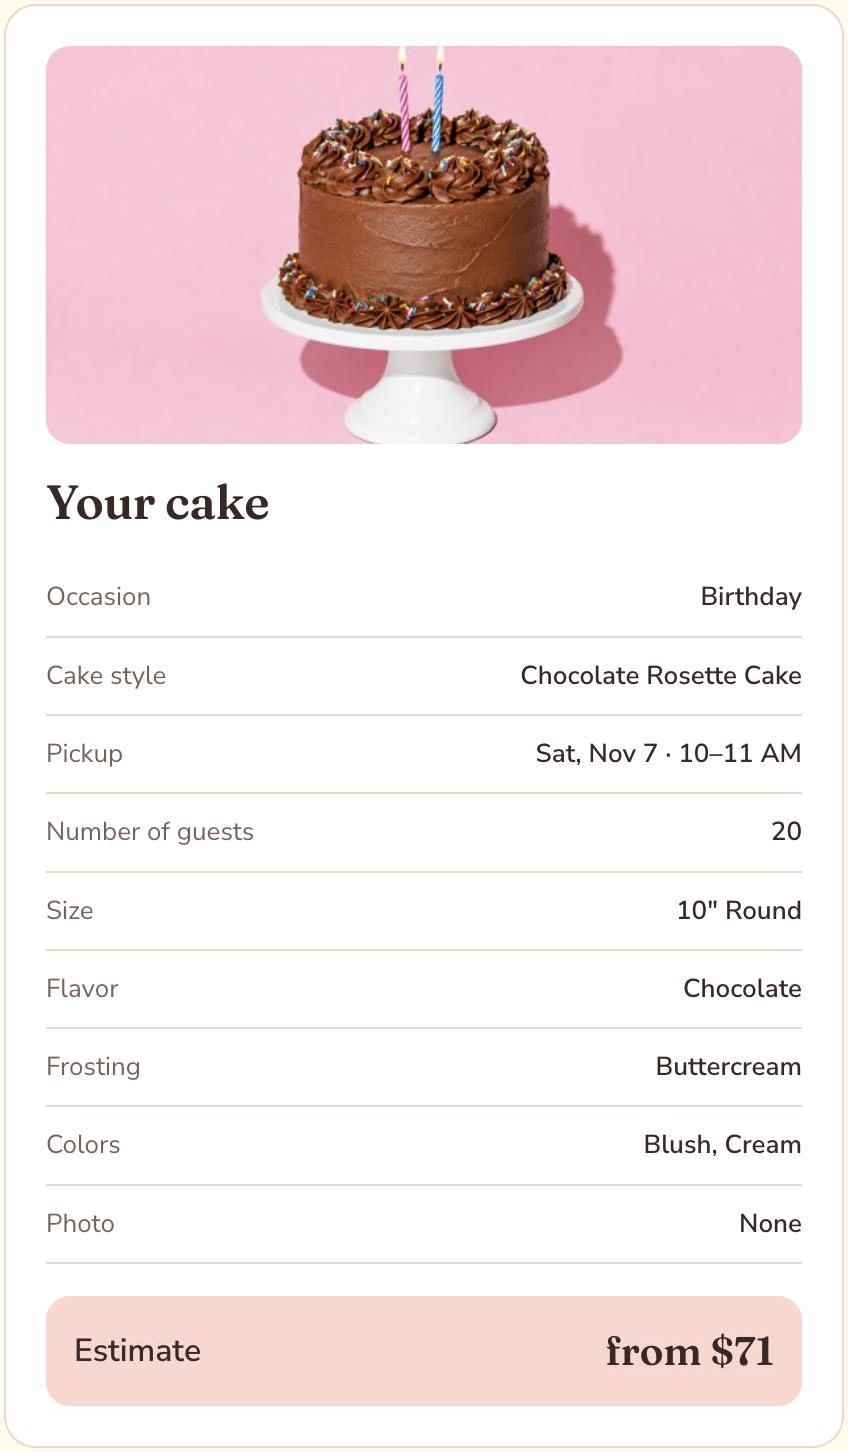 Your cake
Occasion Birthday
Cake style Chocolate Rosette Cake
Pickup Sat, Nov 7 · 10–11 AM
Number of guests 20
Size 10" Round
Flavor Chocolate
Frosting Buttercream
Colors Blush, Cream
Photo None
Estimate from $71